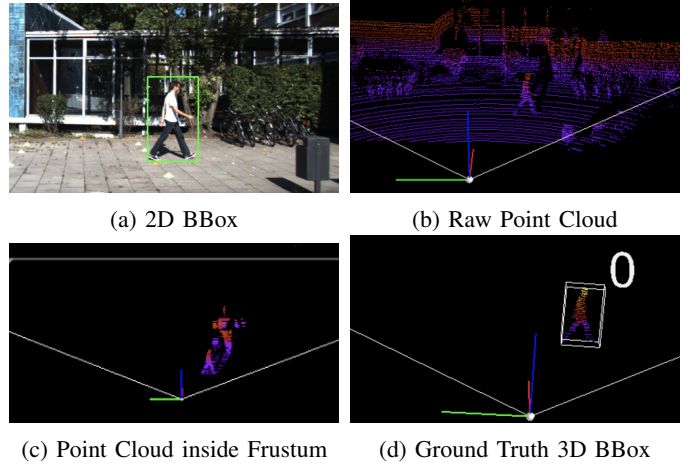 (a) 2D BBox
(b) Raw Point Cloud
0
(c) Point Cloud inside Frustum
(d) Ground Truth 3D BBox